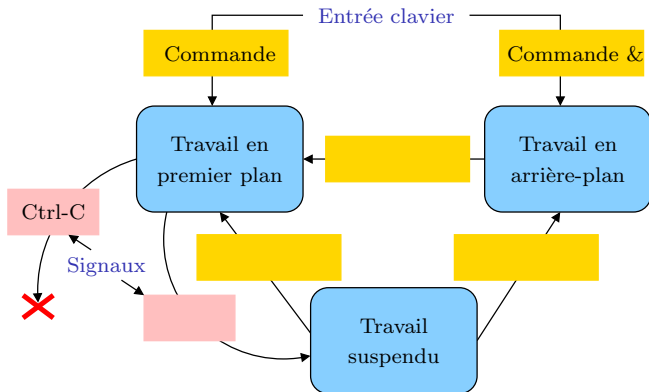 Entrée clavier
Commande
Commande &
Travail en
premier plan
Travail en
arrière-plan
Ctrl-C
Signaux
Travail
suspendu